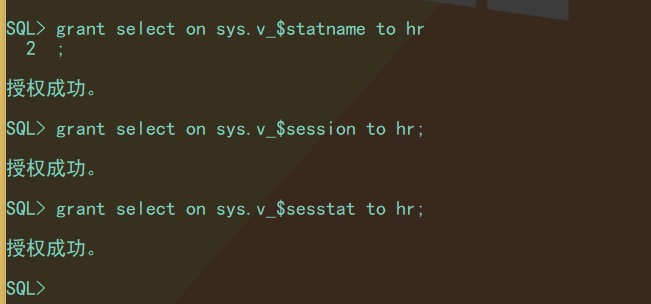 SQL> grant select on sys.v_$statname to hr
  2  ;
授权成功。
SQL> grant select on sys.v_$session to hr;
授权成功。
SQL> grant select on sys.v_$sesstat to hr;
授权成功。
SQL>